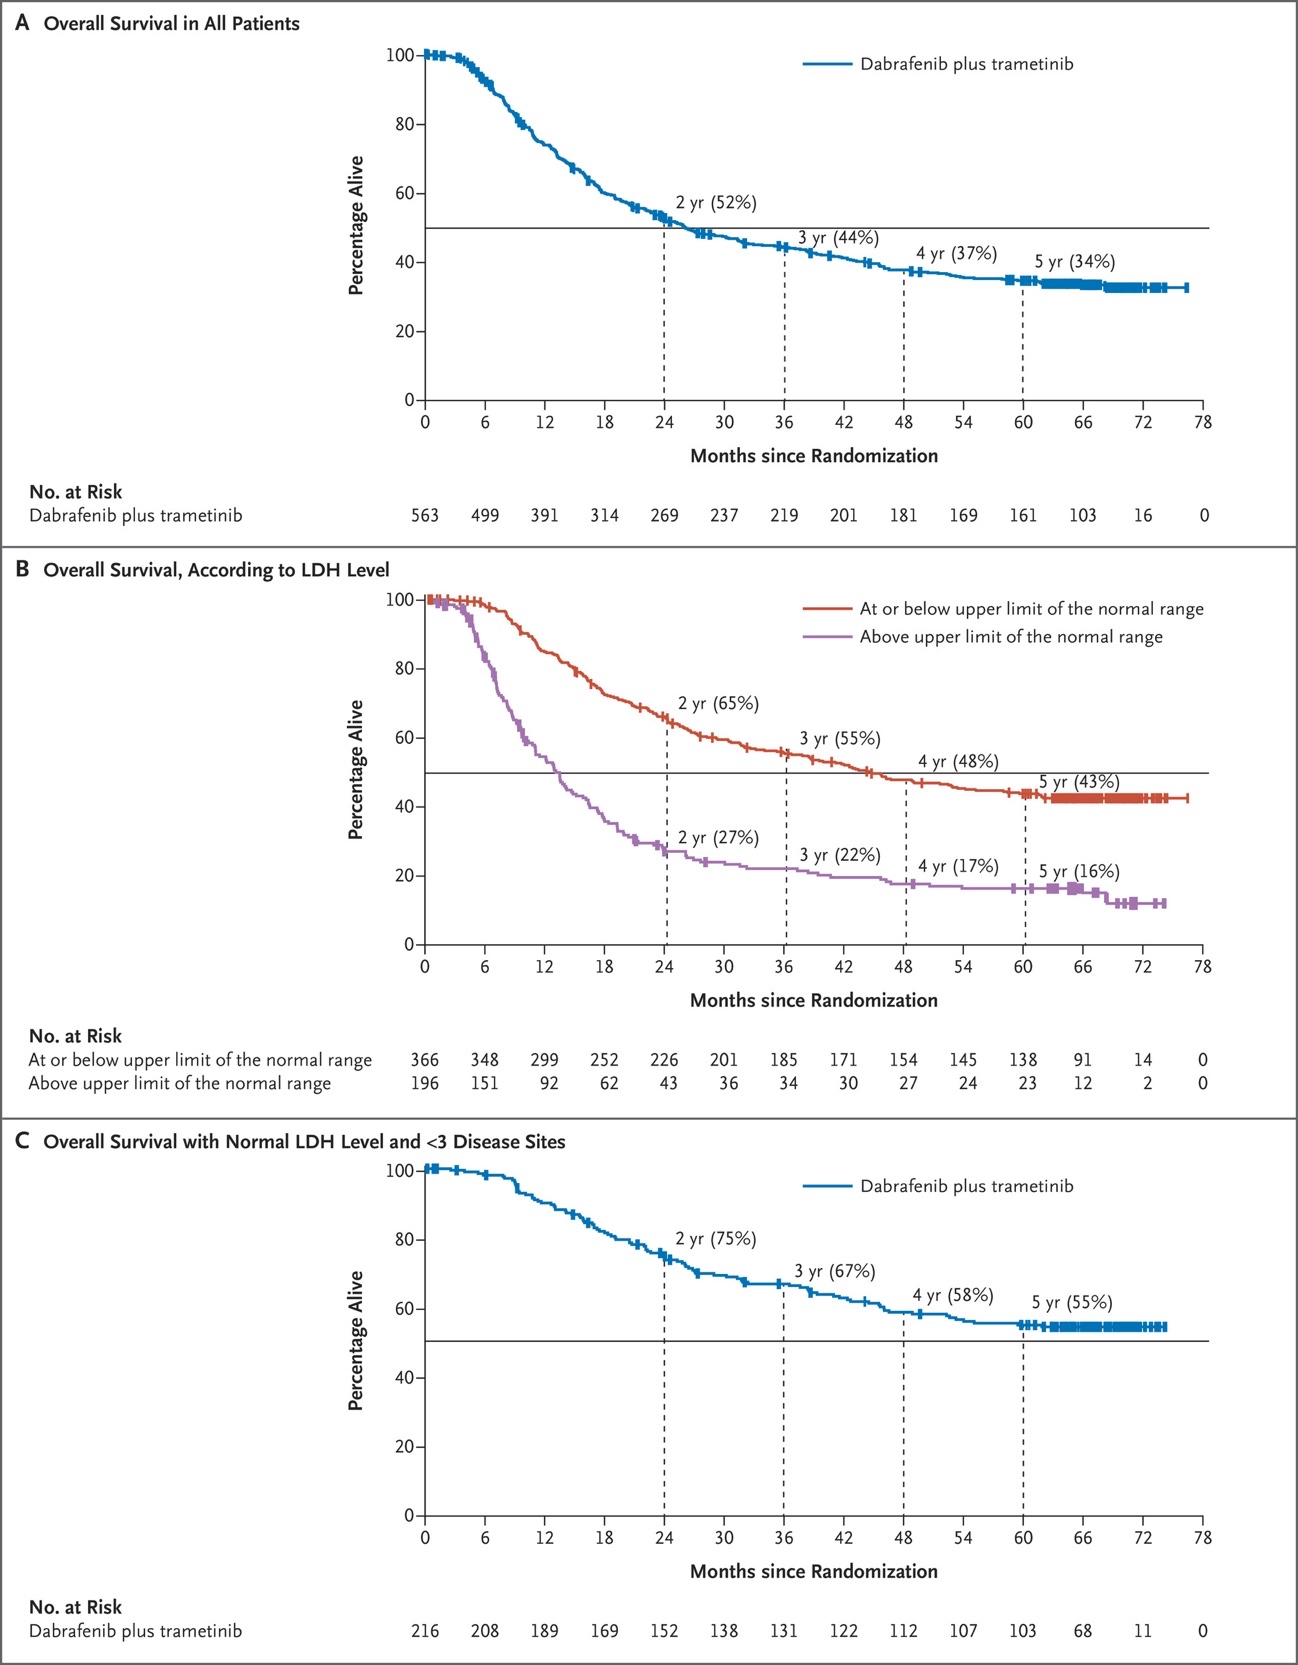 A Overall Survival in All Patients
Dabrafenib plus trametinib
Percentage Alive
100
80
60
40
20
0
2 yr (52%)
3 yr (44%)
4 yr (37%)
5 yr (34%)
0 6 12 18 24 30 36 42 48 54 60 66 72 78
Months since Randomization
No. at Risk
Dabrafenib plus trametinib 563 499 391 314 269 237 219 201 181 169 161 103 16 0
B Overall Survival, According to LDH Level
At or below upper limit of the normal range
Above upper limit of the normal range
Percentage Alive
100
80
60
40
20
0
2 yr (65%)
3 yr (55%)
4 yr (48%)
5 yr (43%)
2 yr (27%)
3 yr (22%)
4 yr (17%)
5 yr (16%)
0 6 12 18 24 30 36 42 48 54 60 66 72 78
Months since Randomization
No. at Risk
At or below upper limit of the normal range 366 348 299 252 226 201 185 171 154 145 138 91 14 0
Above upper limit of the normal range 196 151 92 62 43 36 34 30 27 24 23 12 2 0
C Overall Survival with Normal LDH Level and <3 Disease Sites
Dabrafenib plus trametinib
Percentage Alive
100
80
60
40
20
0
2 yr (75%)
3 yr (67%)
4 yr (58%)
5 yr (55%)
0 6 12 18 24 30 36 42 48 54 60 66 72 78
Months since Randomization
No. at Risk
Dabrafenib plus trametinib 216 208 189 169 152 138 131 122 112 107 103 68 11 0